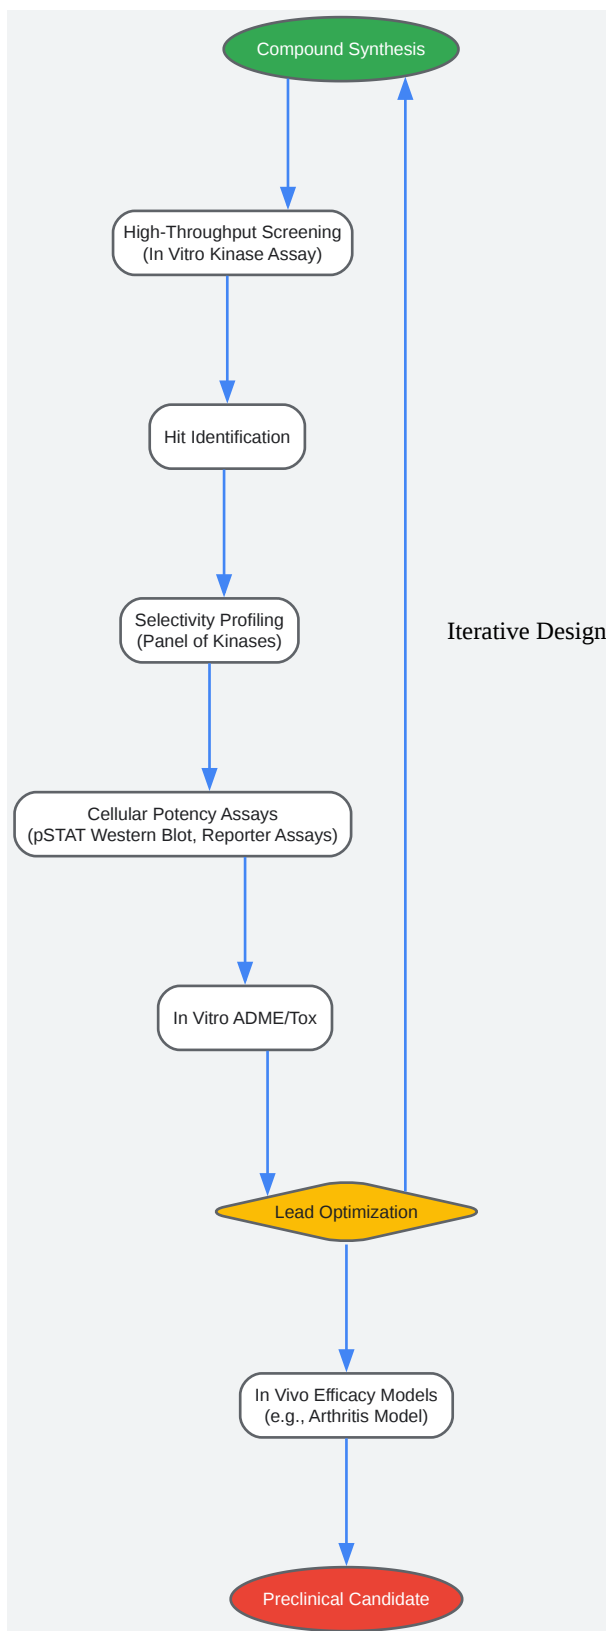 Compound Synthesis
High-Throughput Screening
(In Vitro Kinase Assay)
Hit Identification
Selectivity Profiling
(Panel of Kinases)
Iterative Design
Cellular Potency Assays
(pSTAT Western Blot, Reporter Assays)
In Vitro ADME/Tox
Lead Optimization
In Vivo Efficacy Models
(e.g., Arthritis Model)
Preclinical Candidate